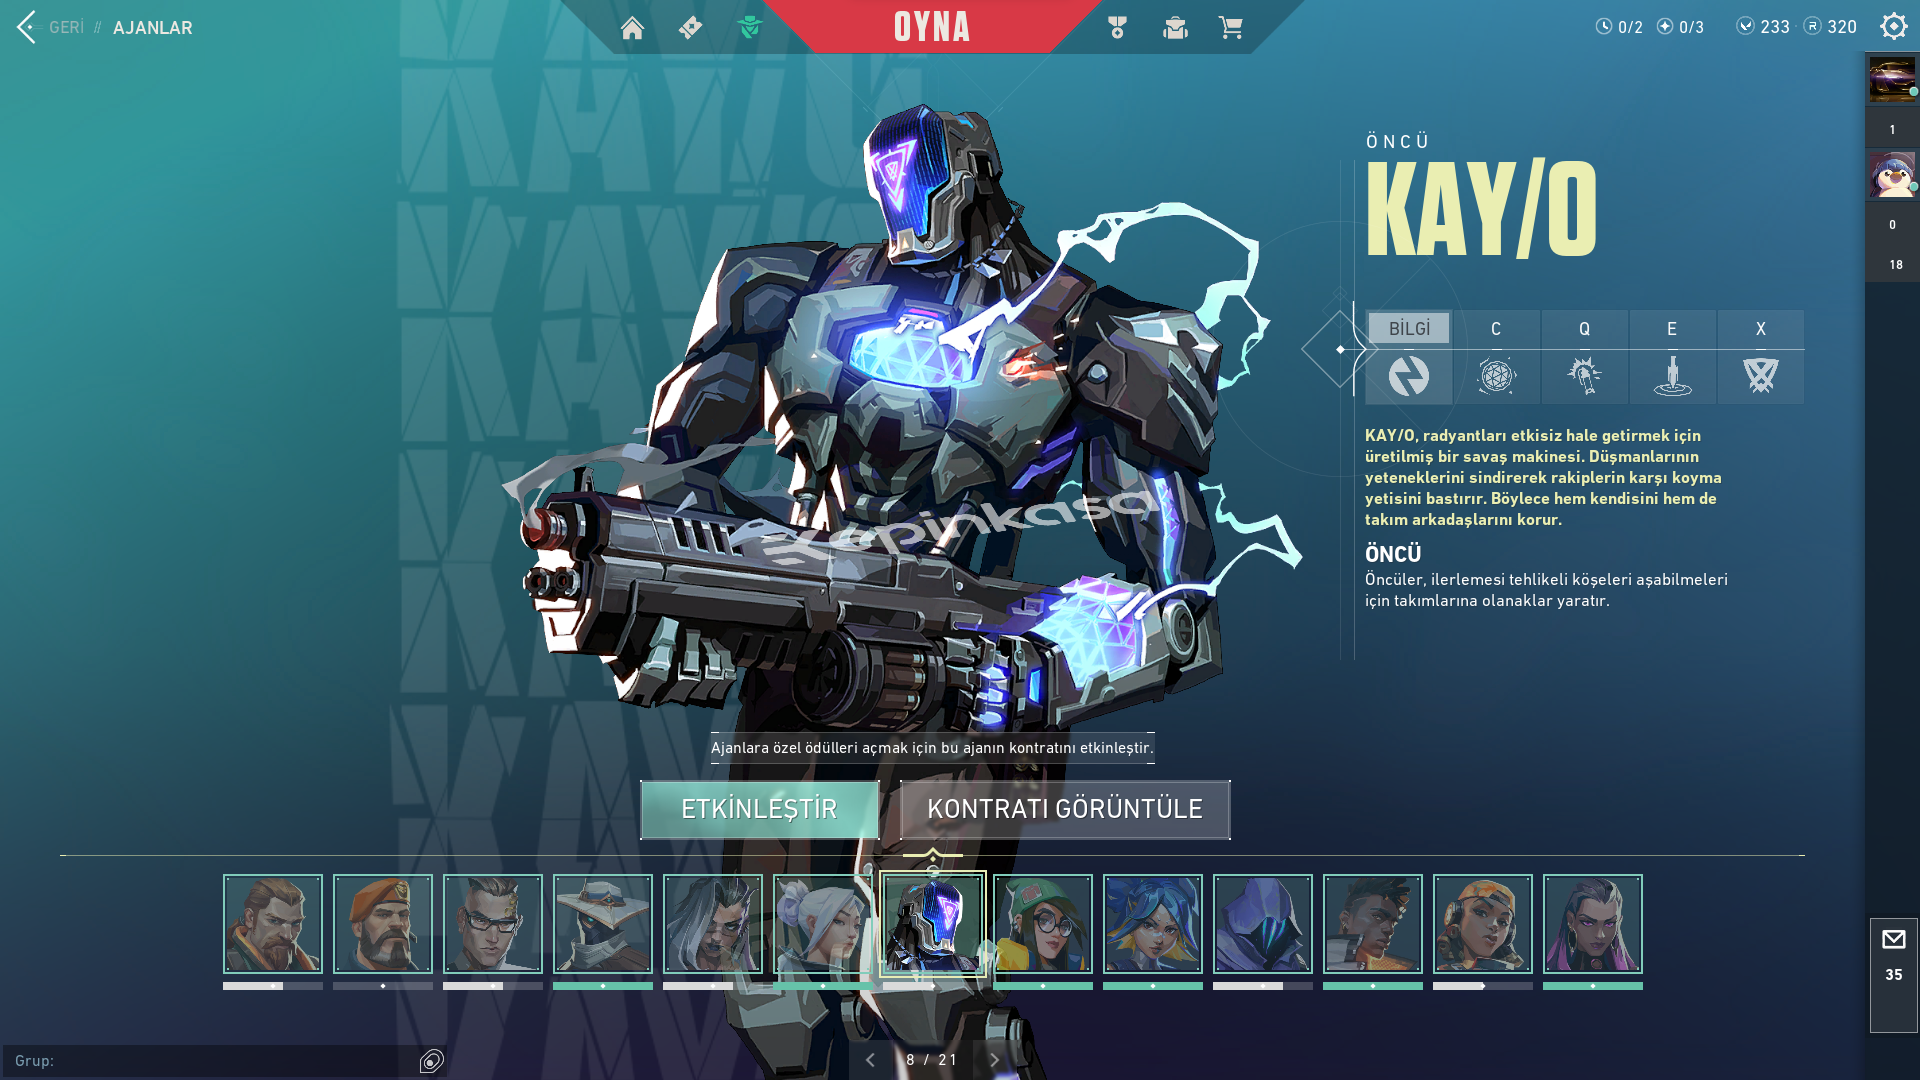 GERİ // AJANLAR
OYNA
0/2
0/3
233
320
1
0
18
ÖNCÜ
KAY/O
BİLGİ C Q E X
KAY/O, radyantları etkisiz hale getirmek için
üretilmiş bir savaş makinesi. Düşmanlarının
yeteneklerini sindirerek rakiplerin karşı koyma
yetisini bastırır. Böylece hem kendisini hem de
takım arkadaşlarını korur.
ÖNCÜ
Öncüler, ilerlemesi tehlikeli köşeleri aşabilmeleri
için takımlarına olanaklar yaratır.
epinkasa
Ajanlara özel ödülleri açmak için bu ajanın kontratını etkinleştir.
ETKİNLEŞTİR
KONTRATI GÖRÜNTÜLE
35
Grup:
8 / 21